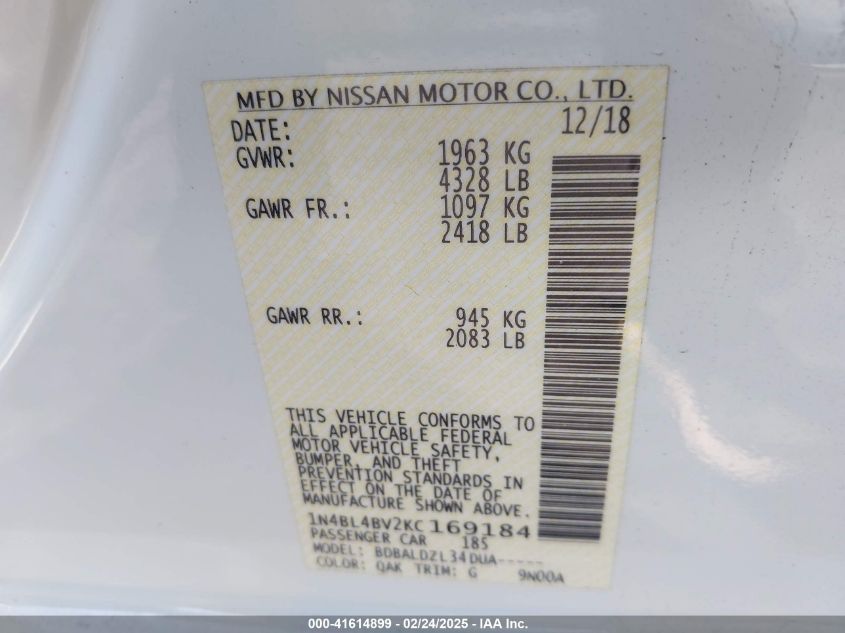 MFD BY NISSAN MOTOR CO., LTD.
DATE: 12/18
GVWR: 1963 KG
4328 LB
GAWR FR.: 1097 KG
2418 LB
GAWR RR.: 945 KG
2083 LB
THIS VEHICLE CONFORMS TO
ALL APPLICABLE FEDERAL
MOTOR VEHICLE SAFETY,
BUMPER, AND THEFT
PREVENTION STANDARDS IN
EFFECT ON THE DATE OF
MANUFACTURE SHOWN ABOVE.
1N4BL4BV2KC169184
PASSENGER CAR 185
MODEL: BDBALDZL34DUA-----
COLOR: QAK TRIM: G 9N00A
000-41614899 - 02/24/2025 - IAA Inc.